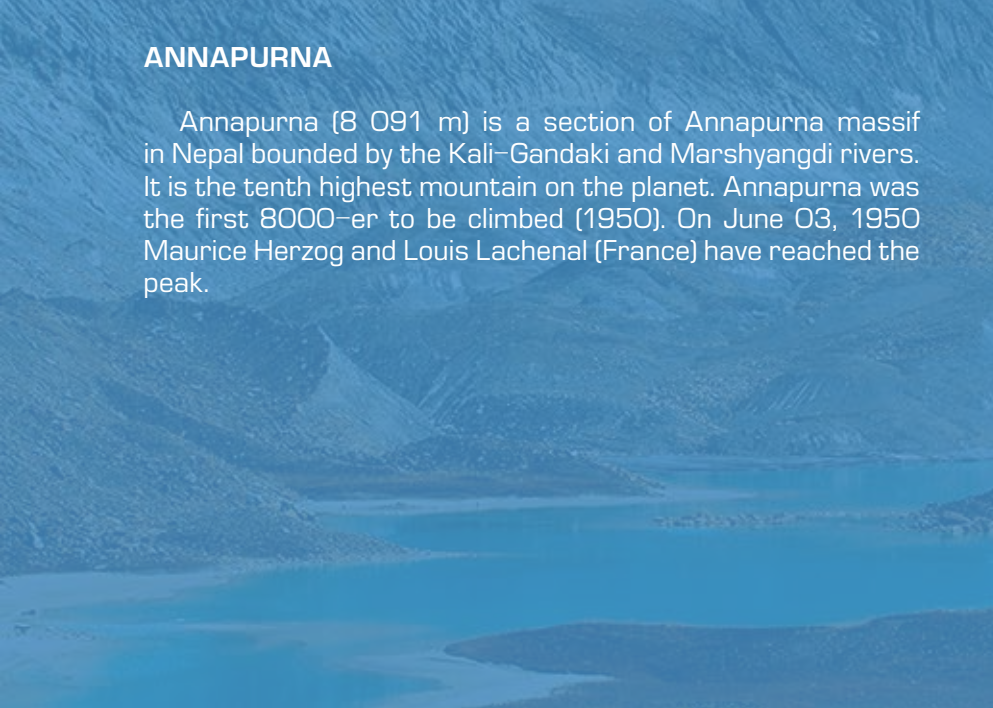 ANNAPURNA
Annapurna (8 091 m) is a section of Annapurna massif
in Nepal bounded by the Kali-Gandaki and Marshyangdi rivers.
It is the tenth highest mountain on the planet. Annapurna was
the first 8000-er to be climbed (1950). On June 03, 1950
Maurice Herzog and Louis Lachenal (France) have reached the
peak.